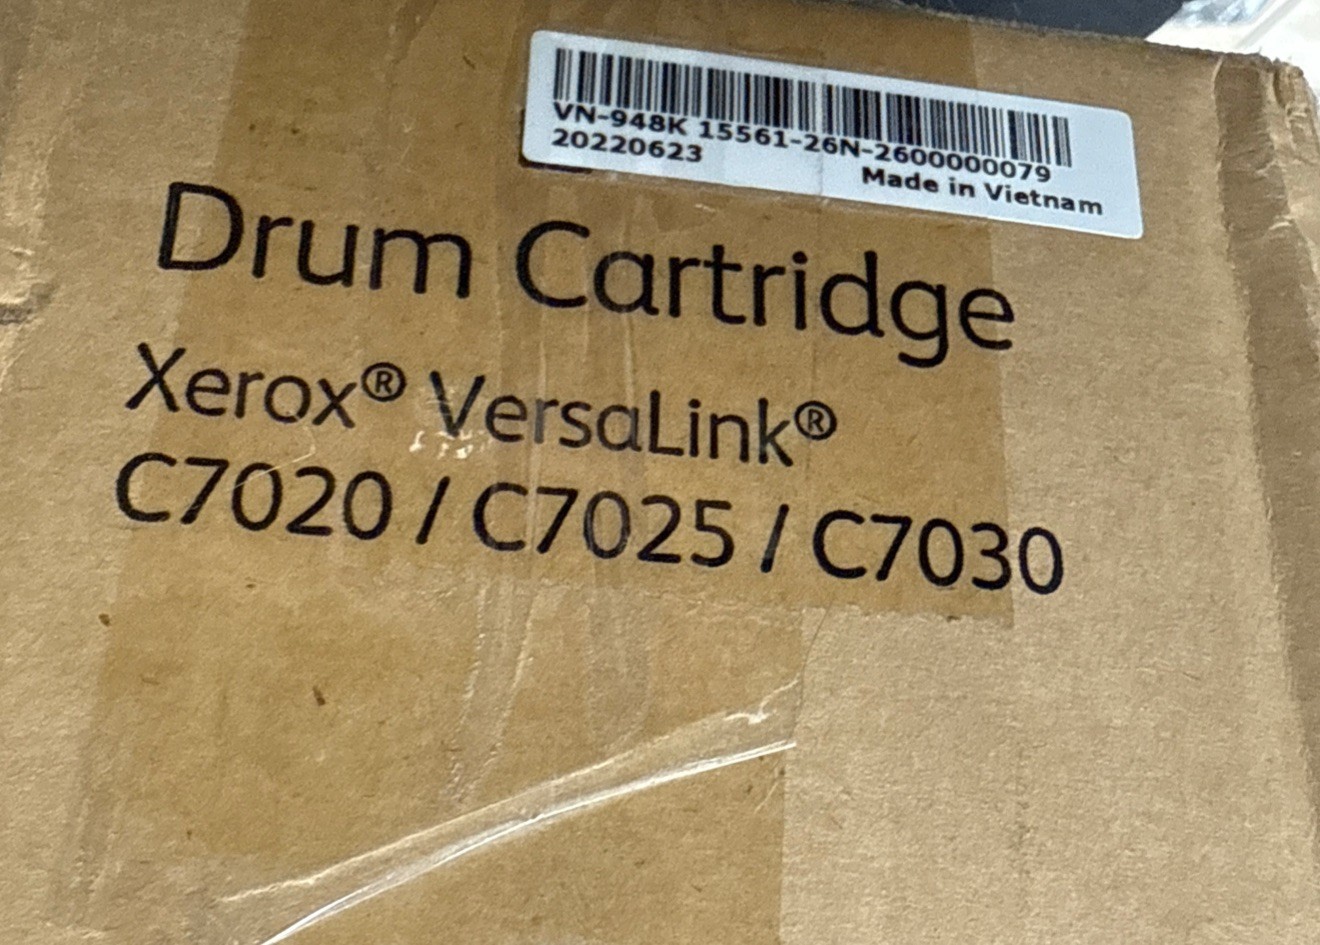 VN-948K 15561-26N-2600000079
20220623
Made in Vietnam
Drum Cartridge
Xerox® VersaLink®
C7020 / C7025 / C7030